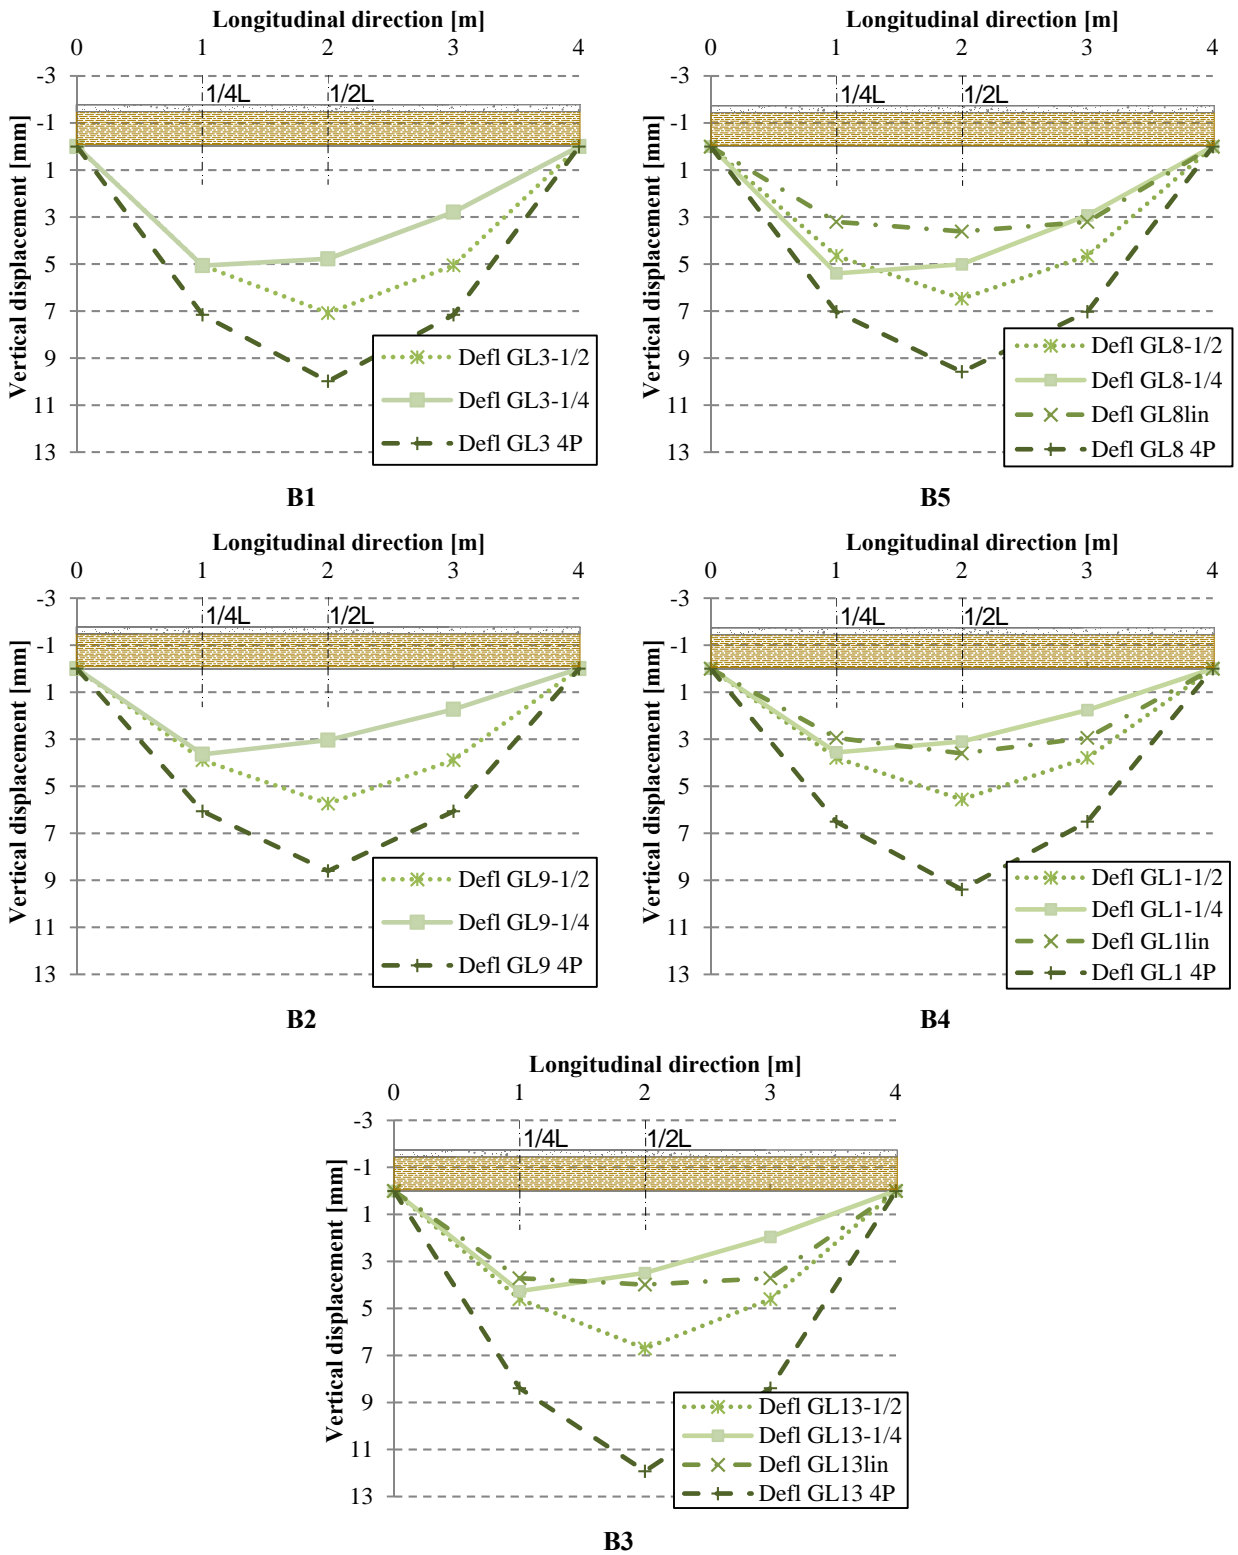 Longitudinal direction [m]
0 1 2 3 4
-3
-1
1
3
5
7
9
11
13
Vertical displacement [mm]
1/4L 1/2L
Defl GL3-1/2
Defl GL3-1/4
Defl GL3 4P
B1
Longitudinal direction [m]
0 1 2 3 4
-3
-1
1
3
5
7
9
11
13
Vertical displacement [mm]
1/4L 1/2L
Defl GL8-1/2
Defl GL8-1/4
Defl GL8lin
Defl GL8 4P
B5
Longitudinal direction [m]
0 1 2 3 4
-3
-1
1
3
5
7
9
11
13
Vertical displacement [mm]
1/4L 1/2L
Defl GL9-1/2
Defl GL9-1/4
Defl GL9 4P
B2
Longitudinal direction [m]
0 1 2 3 4
-3
-1
1
3
5
7
9
11
13
Vertical displacement [mm]
1/4L 1/2L
Defl GL1-1/2
Defl GL1-1/4
Defl GL1lin
Defl GL1 4P
B4
Longitudinal direction [m]
0 1 2 3 4
-3
-1
1
3
5
7
9
11
13
Vertical displacement [mm]
1/4L 1/2L
Defl GL13-1/2
Defl GL13-1/4
Defl GL13lin
Defl GL13 4P
B3